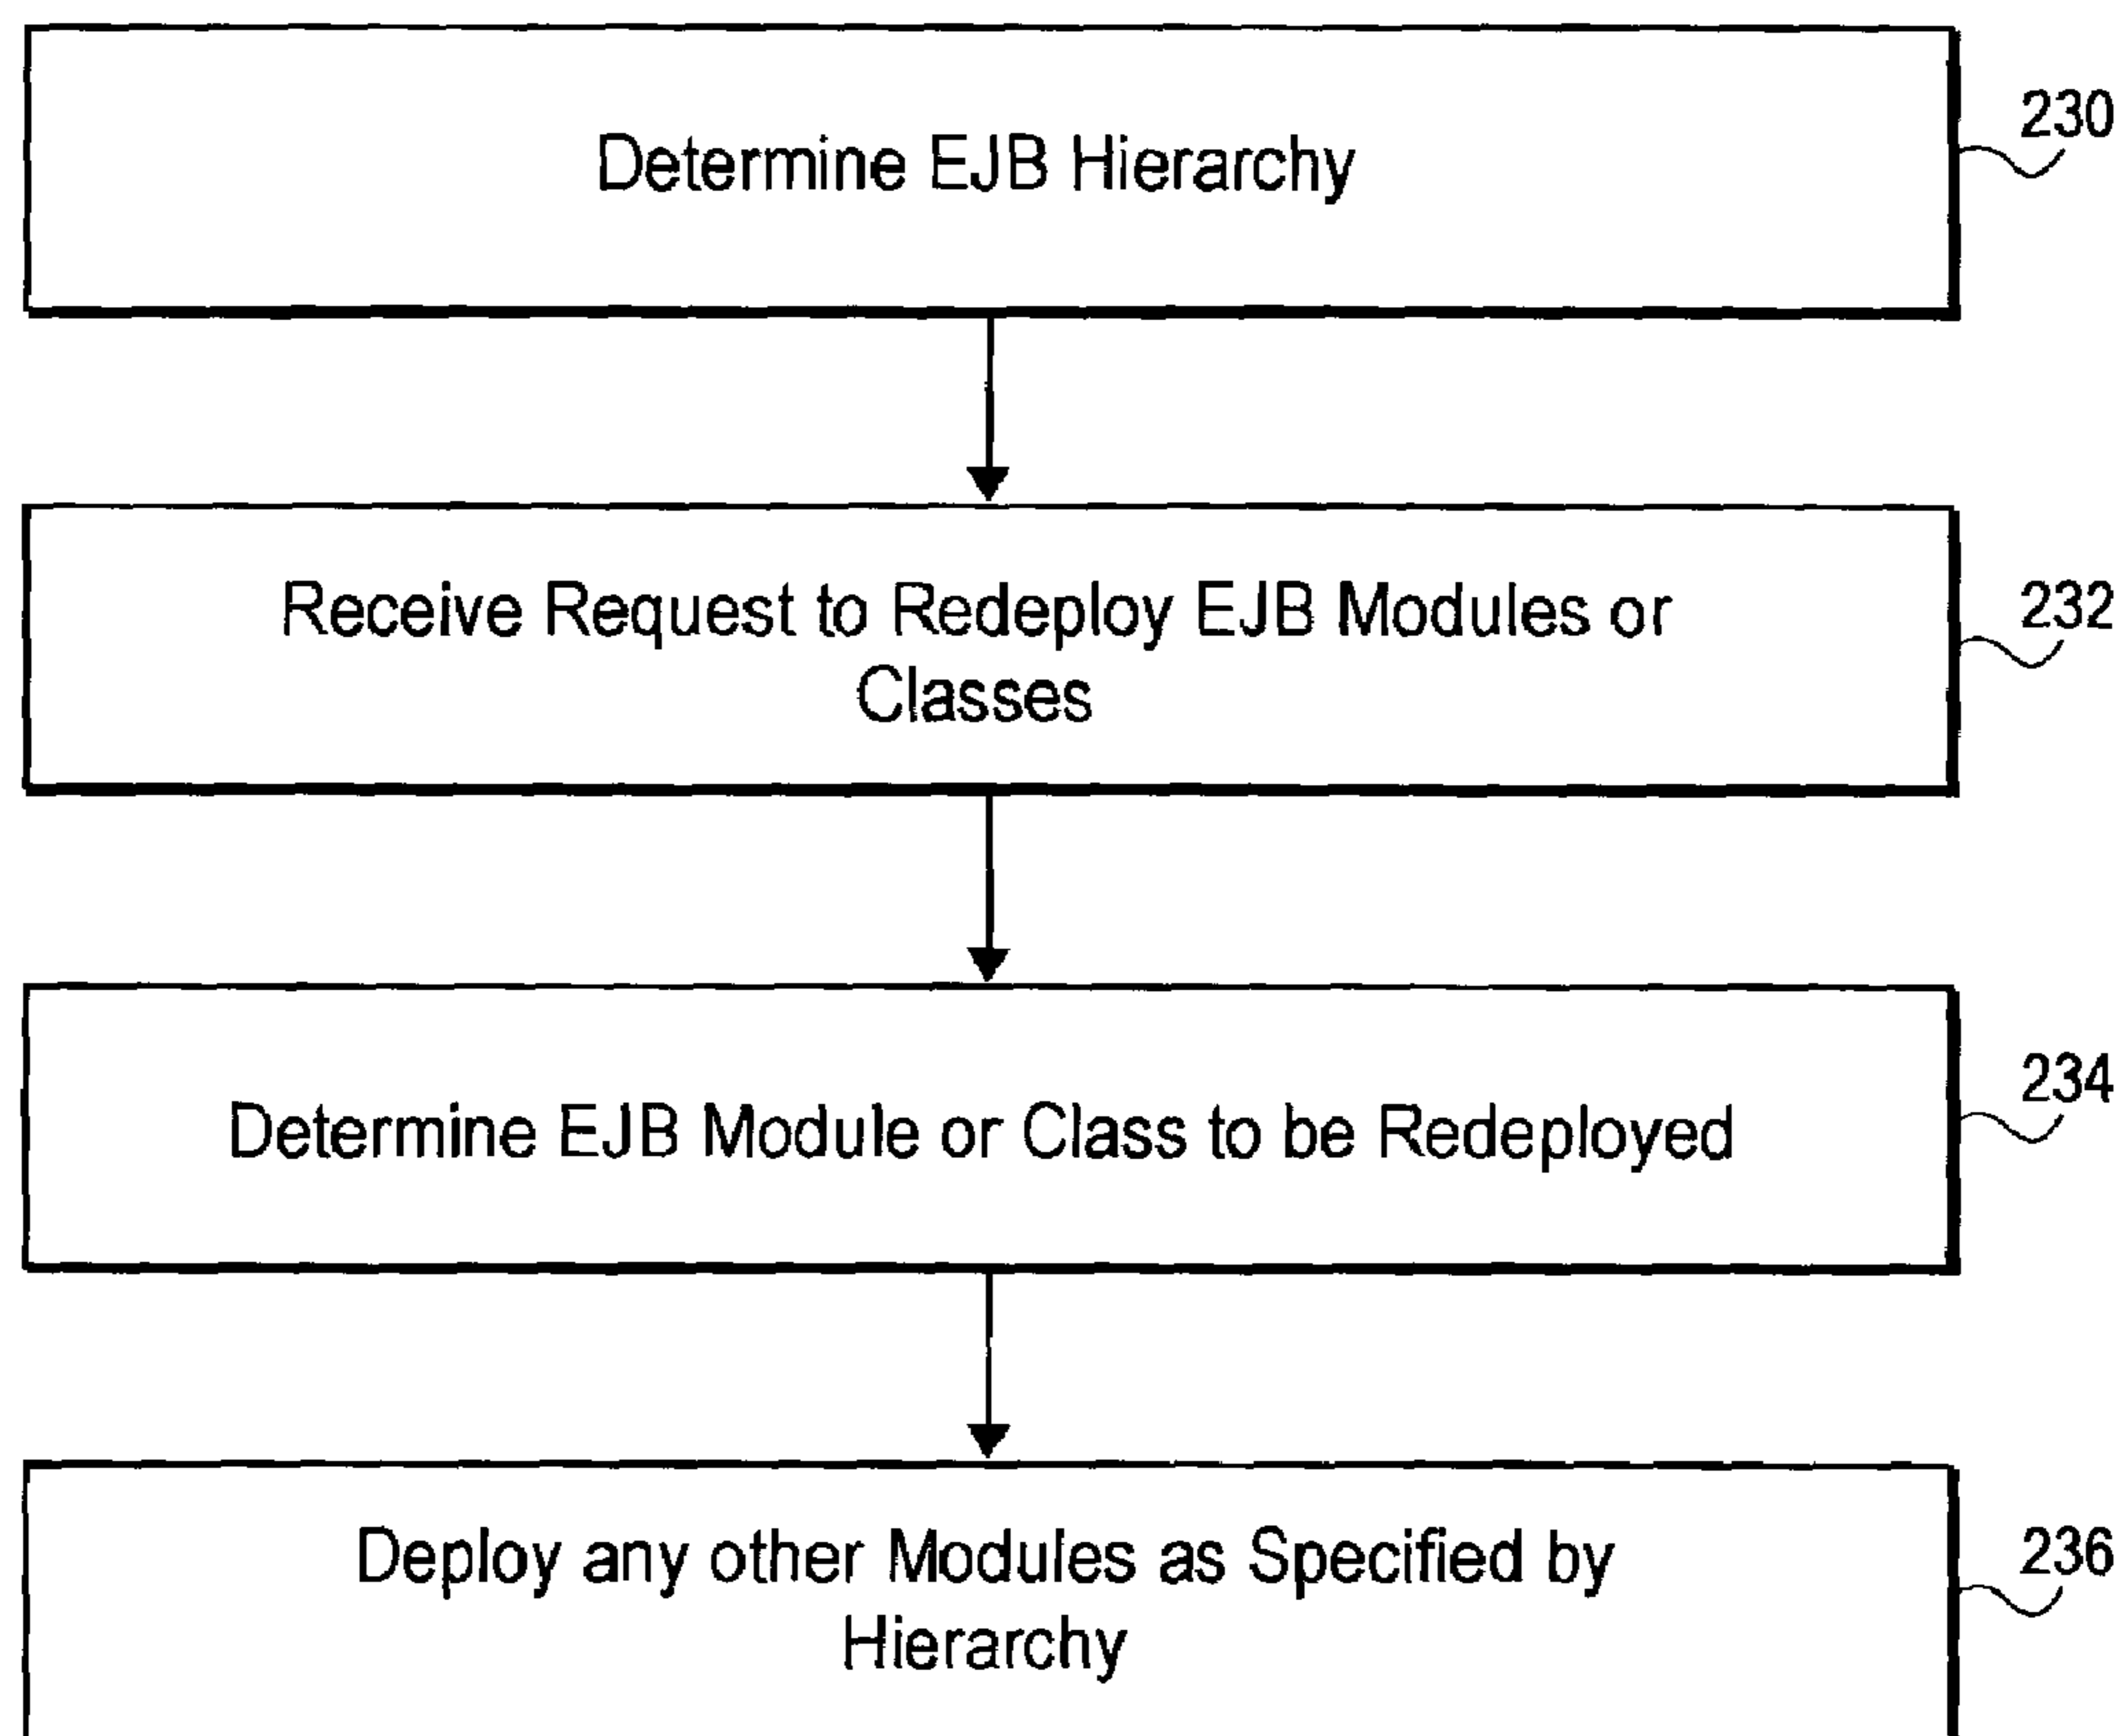 Determine EJB Hierarchy
230
Receive Request to Redeploy EJB Modules or
Classes
232
Determine EJB Module or Class to be Redeployed
234
Deploy any other Modules as Specified by
Hierarchy
236